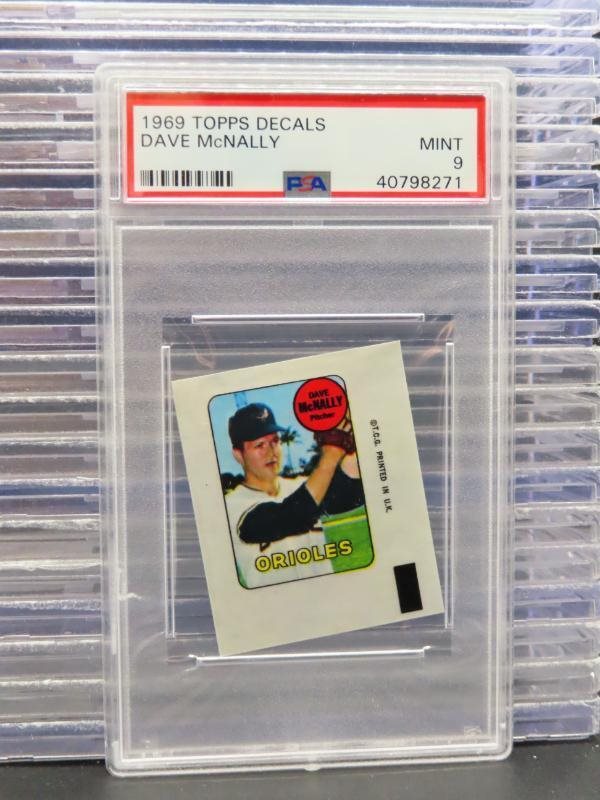 1969 TOPPS DECALS
DAVE McNALLY
MINT
9
PSA
40798271
DAVE
McNALLY
Pitcher
ORIOLES
©T.C.G. PRINTED IN U.K.